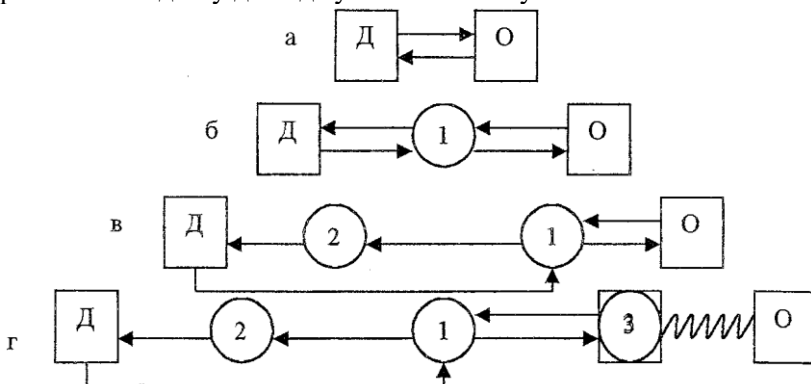 а Д О
б Д 1 О
в Д 2 1 О
г Д 2 1 3 О